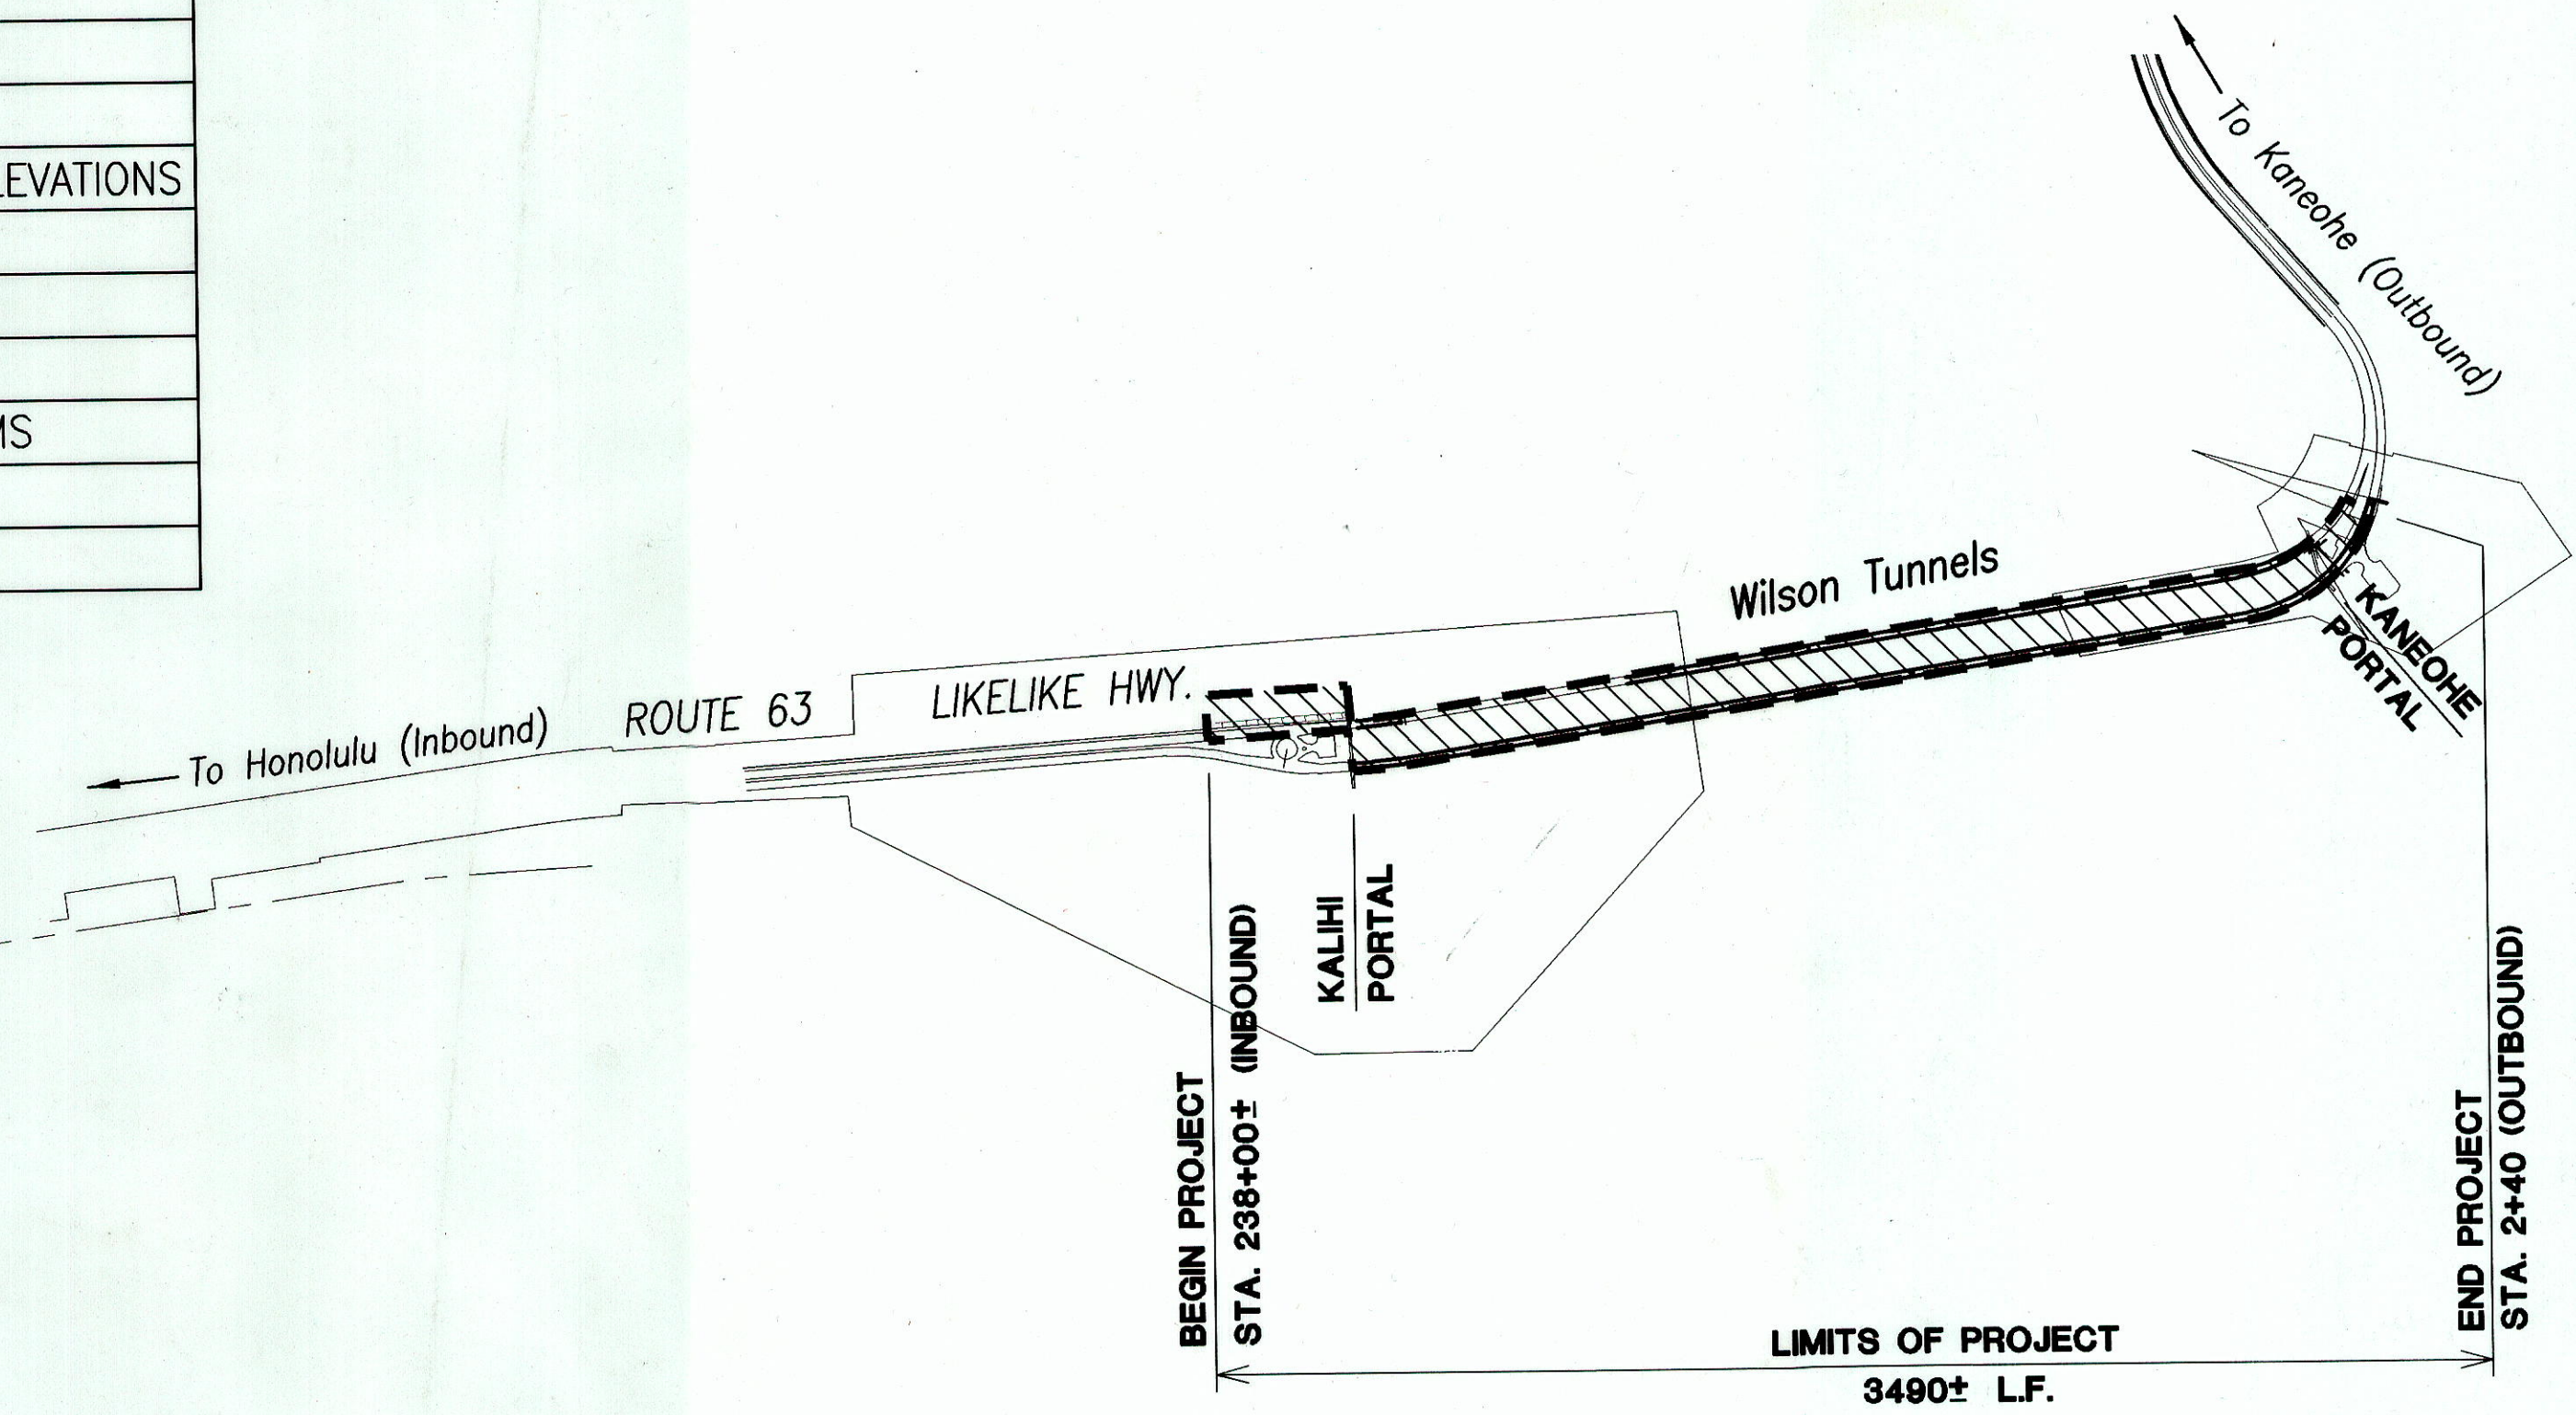 LEVATIONS
MS
To Kaneohe (Outbound)
Wilson Tunnels
KANEOHE
PORTAL
LIKELIKE HWY.
ROUTE 63
To Honolulu (Inbound)
KALIHI
PORTAL
BEGIN PROJECT
STA. 238+00± (INBOUND)
END PROJECT
STA. 2+40 (OUTBOUND)
LIMITS OF PROJECT
3490± L.F.